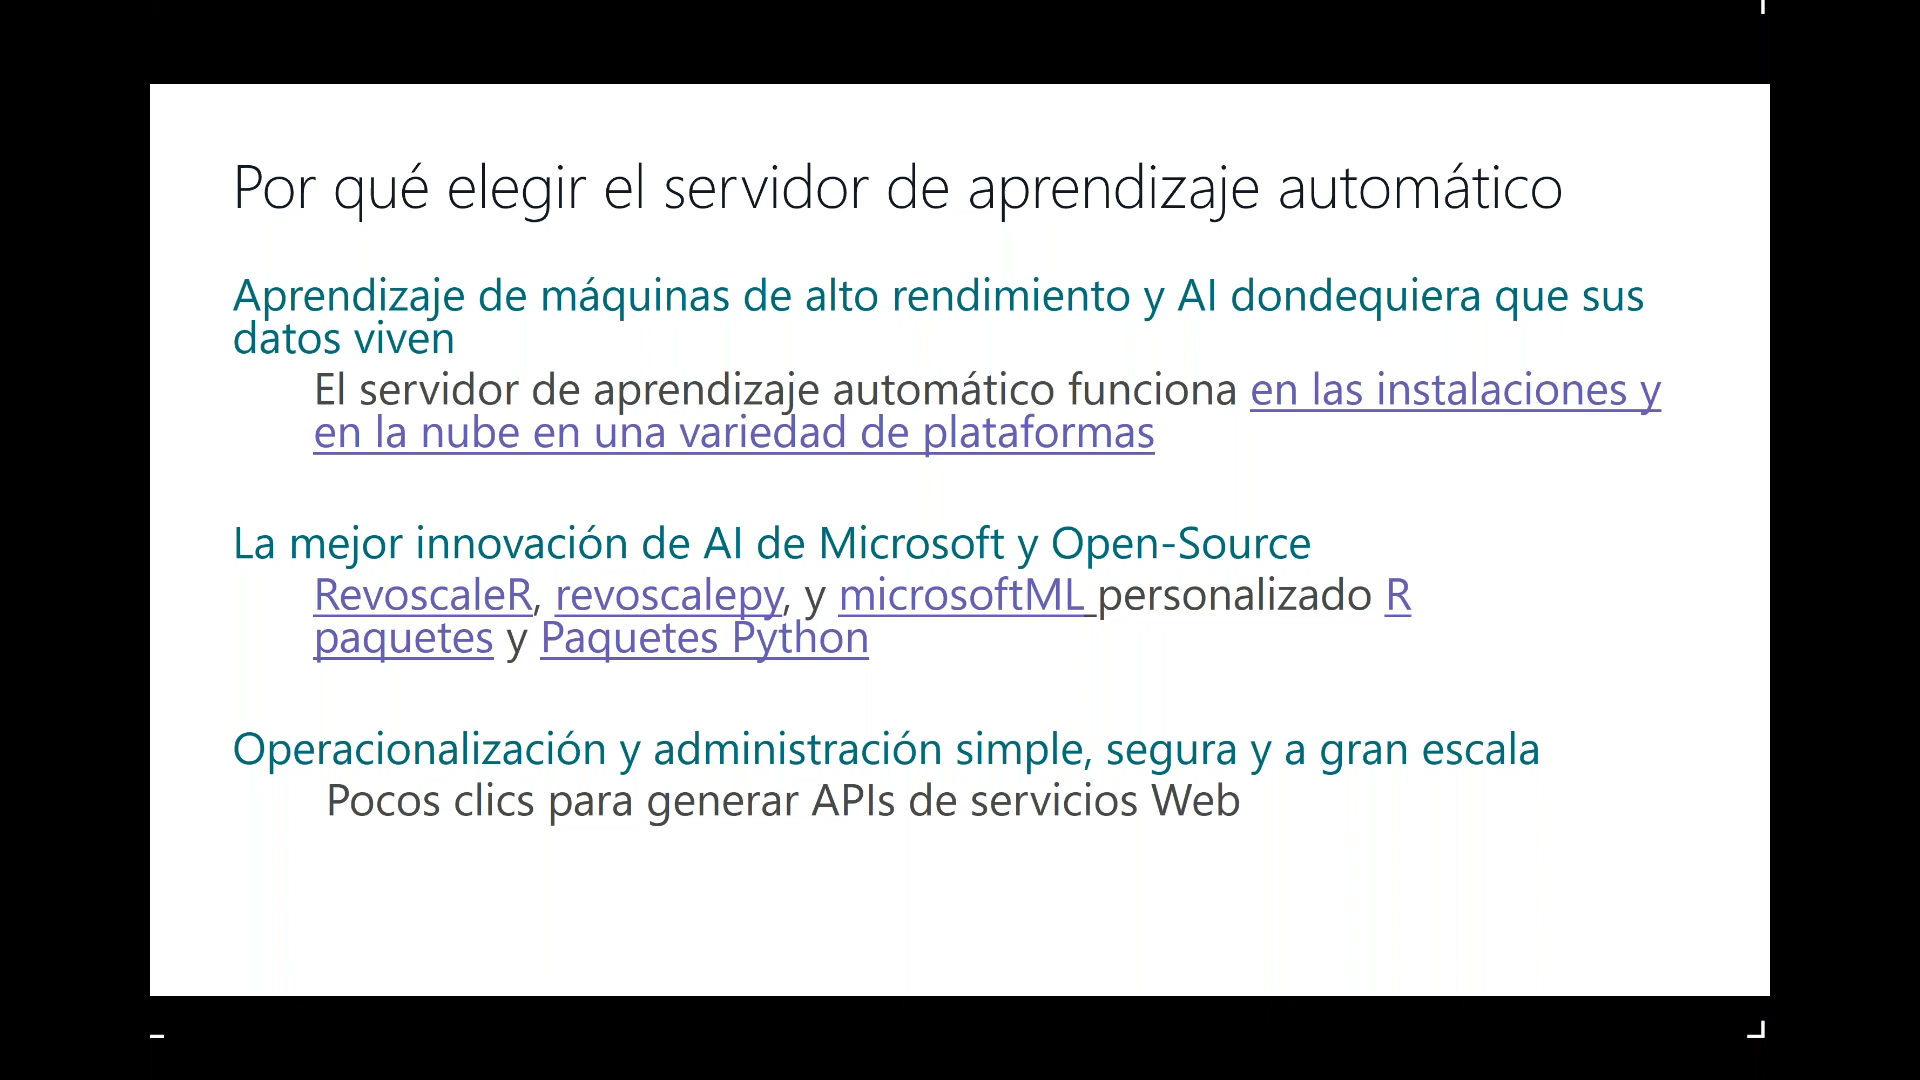 Por qué elegir el servidor de aprendizaje automático
Aprendizaje de máquinas de alto rendimiento y AI dondequiera que sus
datos viven
El servidor de aprendizaje automático funciona en las instalaciones y
en la nube en una variedad de plataformas
La mejor innovación de AI de Microsoft y Open-Source
RevoscaleR, revoscalepy, y microsoftML personalizado R
paquetes y Paquetes Python
Operacionalización y administración simple, segura y a gran escala
Pocos clics para generar APIs de servicios Web